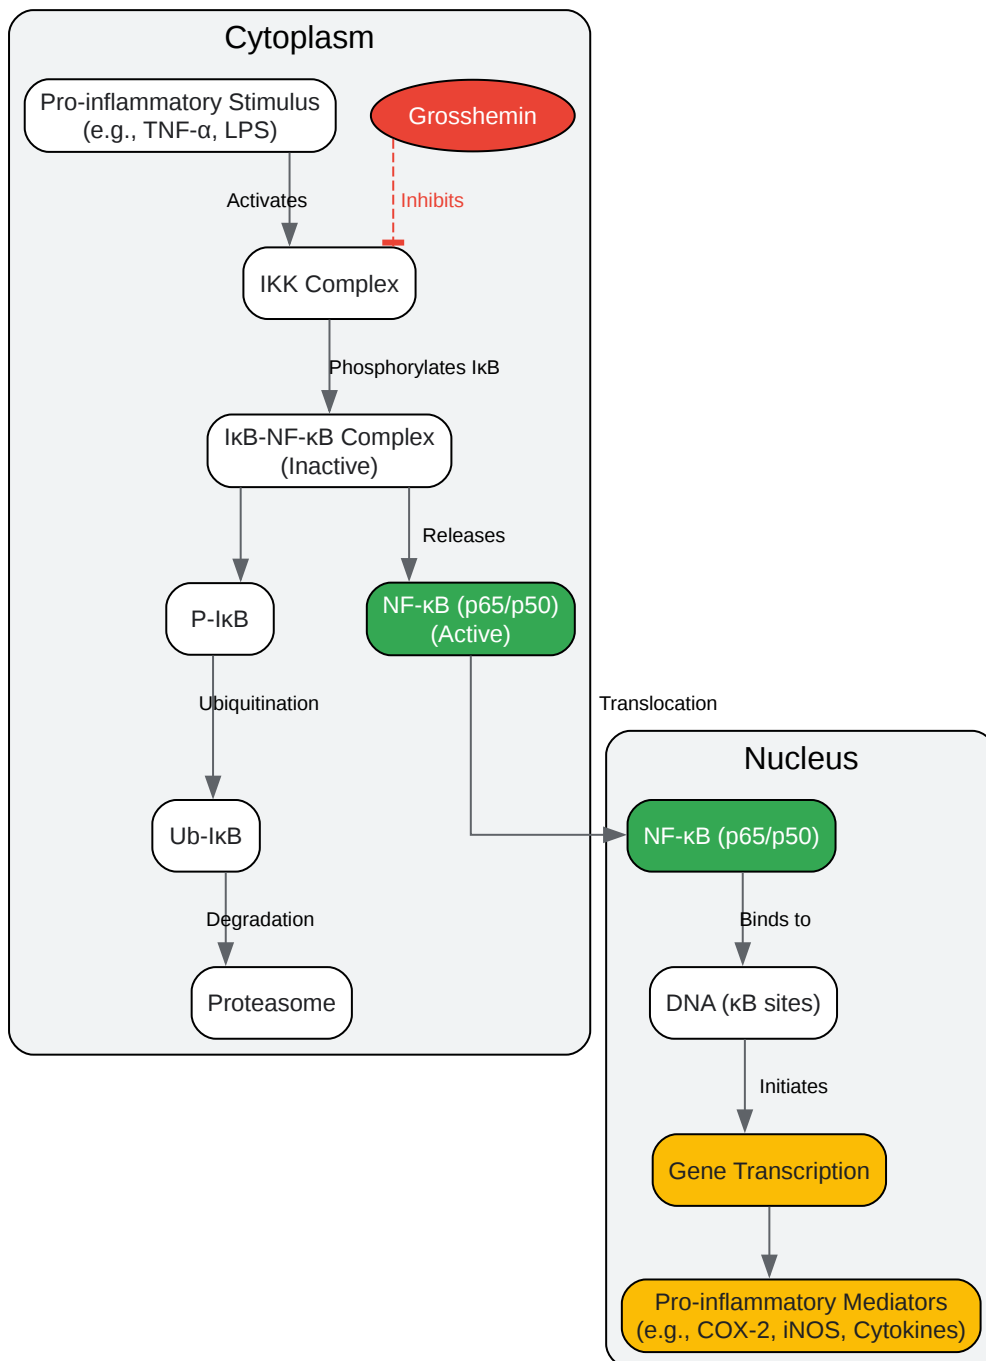 Cytoplasm
Pro-inflammatory Stimulus
(e.g., TNF-α, LPS)
Grosshemin
Activates
Inhibits
IKK Complex
Phosphorylates IκB
IκB-NF-κB Complex
(Inactive)
Releases
P-IκB
NF-κB (p65/p50)
(Active)
Ubiquitination
Translocation
Nucleus
Ub-IκB
NF-κB (p65/p50)
Degradation
Binds to
Proteasome
DNA (κB sites)
Initiates
Gene Transcription
Pro-inflammatory Mediators
(e.g., COX-2, iNOS, Cytokines)